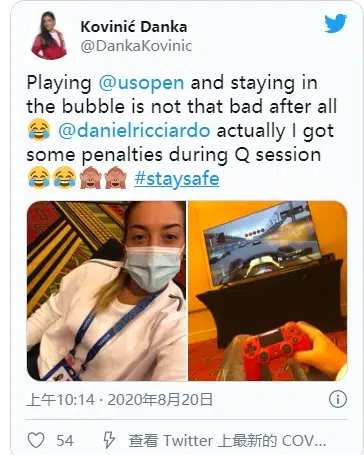 Kovinić Danka
@DankaKovinic
Playing @usopen and staying in
the bubble is not that bad after all
😂 @danielricciardo actually I got
some penalties during Q session
😂😂🙈🙈 #staysafe
上午10:14 · 2020年8月20日
54
查看 Twitter 上最新的 COV...